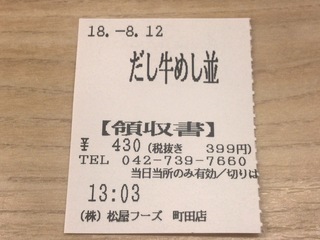 18.-8.12
だし牛めし並
【領収書】
¥ 430(税抜き 399円)
TEL 042-739-7660
当日当所のみ有効/切りは
13:03
(株)松屋フーズ 町田店